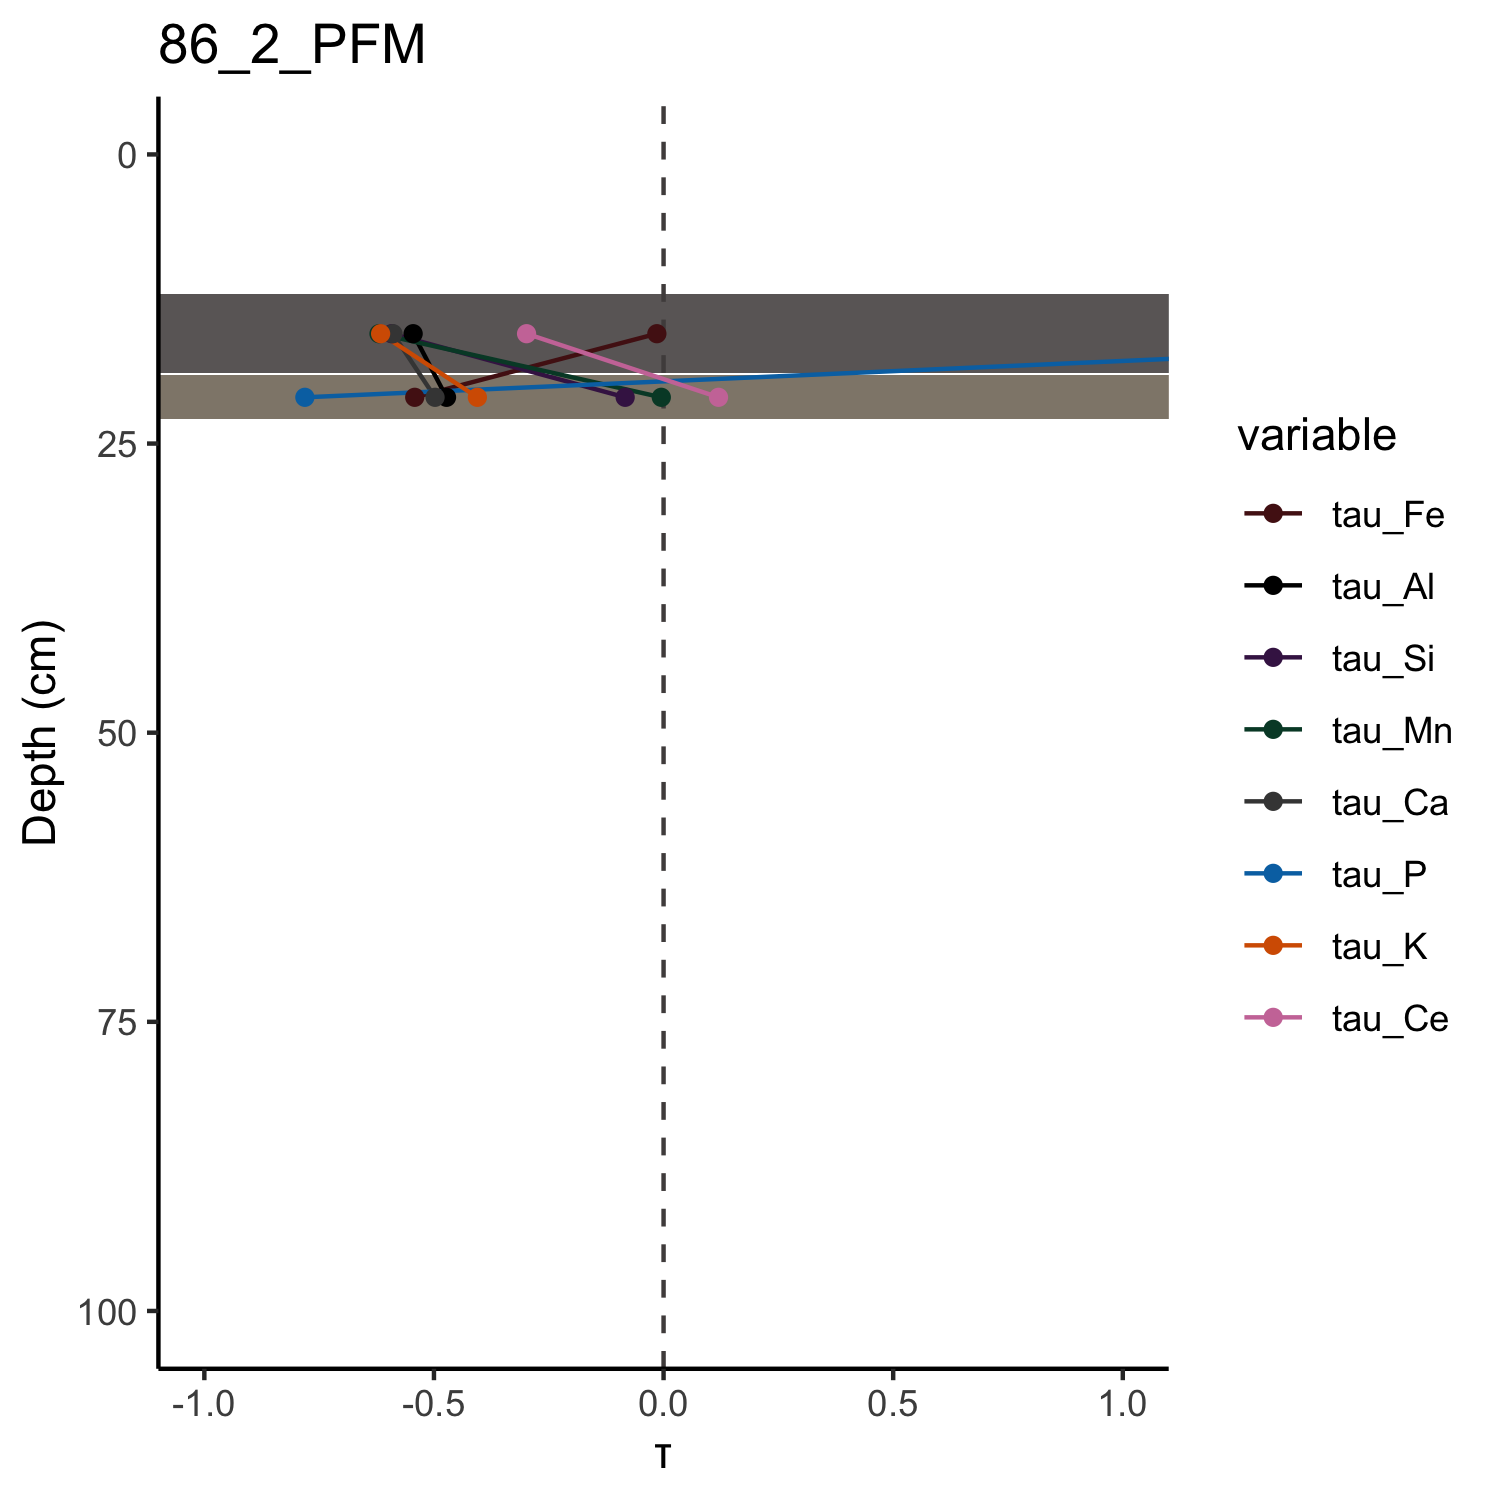 86_2_PFM
0
25
50
75
100
Depth (cm)
-1.0 -0.5 0.0 0.5 1.0
τ
variable
tau_Fe
tau_Al
tau_Si
tau_Mn
tau_Ca
tau_P
tau_K
tau_Ce